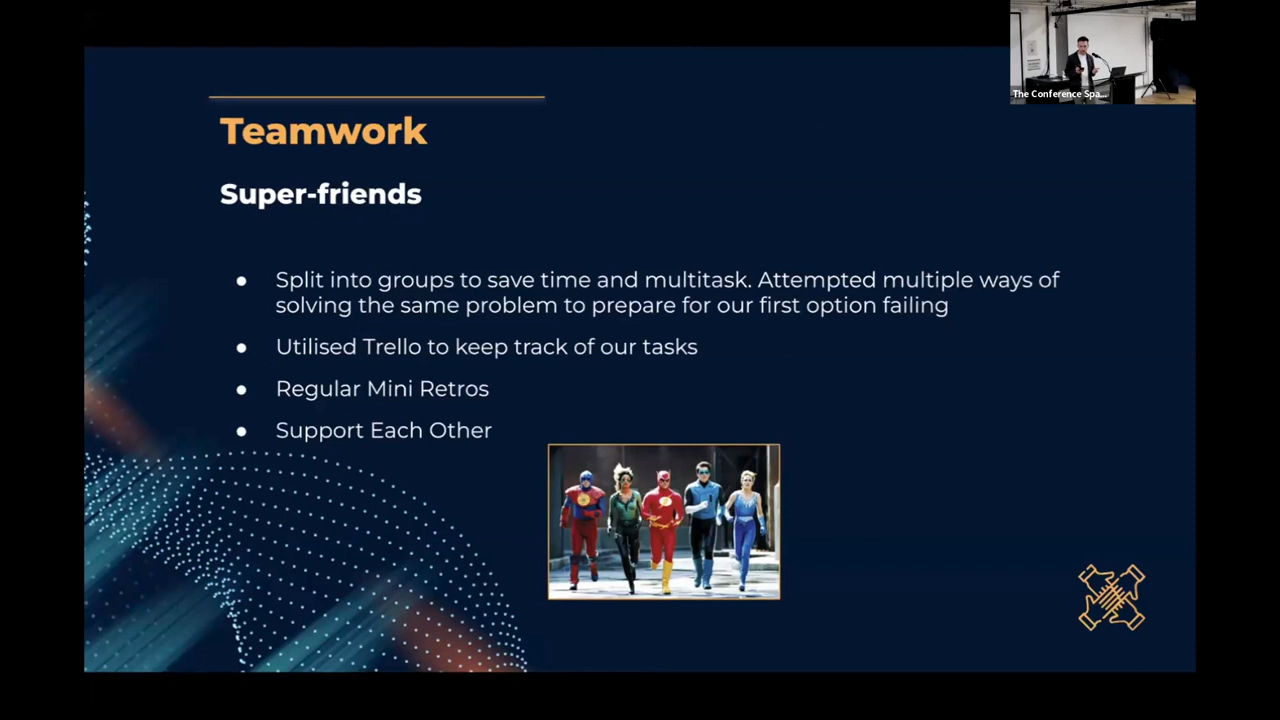 The Conference Spa...
Teamwork
Super-friends
● Split into groups to save time and multitask. Attempted multiple ways of
solving the same problem to prepare for our first option failing
● Utilised Trello to keep track of our tasks
● Regular Mini Retros
● Support Each Other